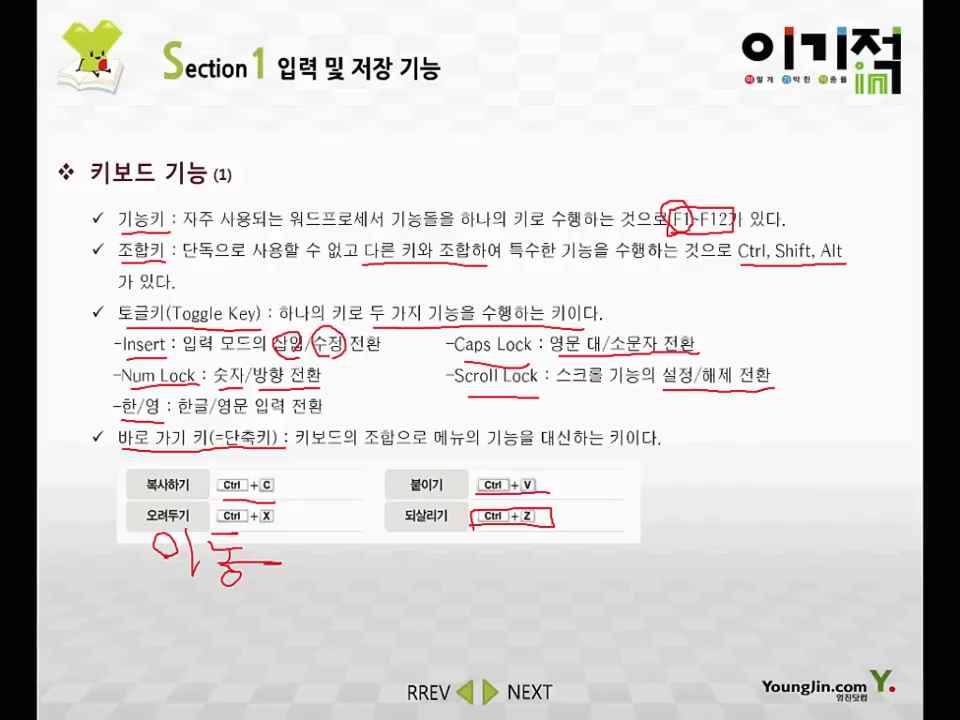 Section 1 입력 및 저장 기능
이기적 in
이렇게 기막힌 적중률
❖ 키보드 기능 (1)
✓ 기능키 : 자주 사용되는 워드프로세서 기능들을 하나의 키로 수행하는 것으로 F1~F12가 있다.
✓ 조합키 : 단독으로 사용할 수 없고 다른 키와 조합하여 특수한 기능을 수행하는 것으로 Ctrl, Shift, Alt
가 있다.
✓ 토글키(Toggle Key) : 하나의 키로 두 가지 기능을 수행하는 키이다.
-Insert : 입력 모드의 삽입/수정 전환 -Caps Lock : 영문 대/소문자 전환
-Num Lock : 숫자/방향 전환 -Scroll Lock : 스크롤 기능의 설정/해제 전환
-한/영 : 한글/영문 입력 전환
✓ 바로 가기 키(=단축키) : 키보드의 조합으로 메뉴의 기능을 대신하는 키이다.
복사하기 Ctrl + C 붙이기 Ctrl + V
오려두기 Ctrl + X 되살리기 Ctrl + Z
이동
RREV NEXT
YoungJin.com Y.
영진닷컴